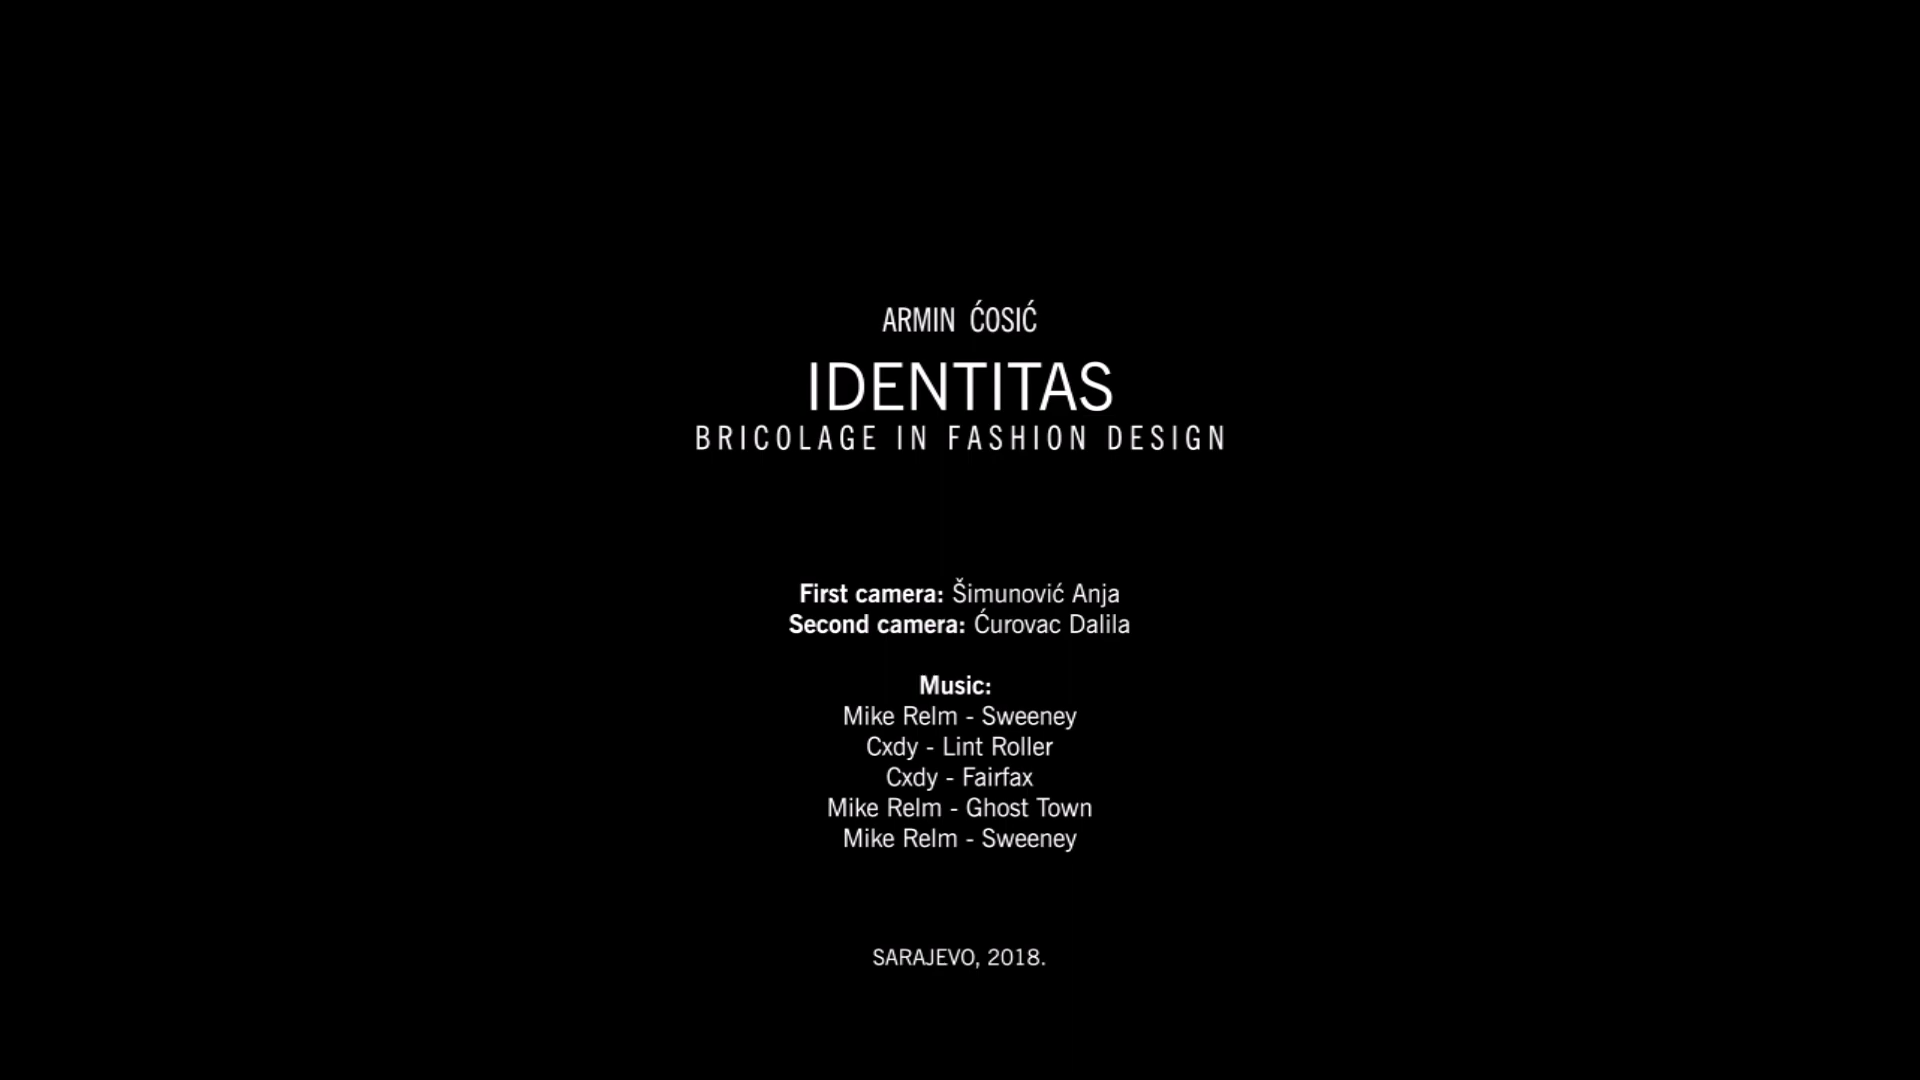 ARMIN ĆOSIĆ
IDENTITAS
BRICOLAGE IN FASHION DESIGN
First camera: Šimunović Anja
Second camera: Ćurovac Dalila
Music:
Mike Relm - Sweeney
Cxdy - Lint Roller
Cxdy - Fairfax
Mike Relm - Ghost Town
Mike Relm - Sweeney
SARAJEVO, 2018.